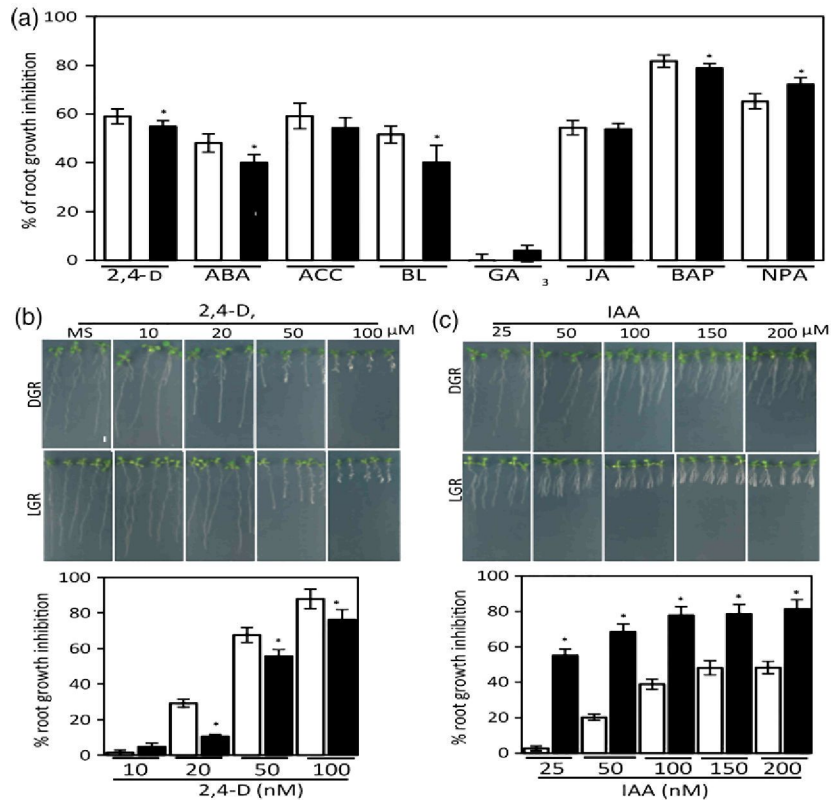 (a)
% of root growth inhibition
100
80
60
40
20
0
* * * * *
2,4-D ABA ACC BL GA 3 JA BAP NPA
(b)
2,4-D,
MS 10 20 50 100 µM
DGR
LGR
% root growth inhibition
100
80
60
40
20
0
* * *
10 20 50 100
2,4-D (nM)
(c)
IAA
25 50 100 150 200 µM
DGR
LGR
% root growth inhibition
100
80
60
40
20
0
* * * * *
25 50 100 150 200
IAA (nM)